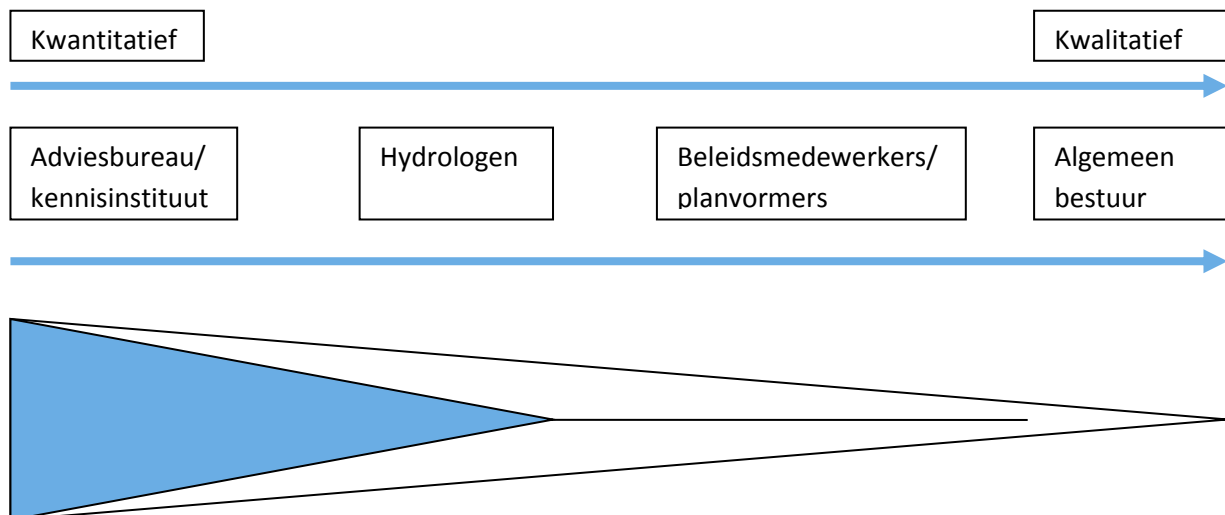 Kwantitatief
Kwalitatief
Adviesbureau/
kennisinstituut
Hydrologen
Beleidsmedewerkers/
planvormers
Algemeen
bestuur